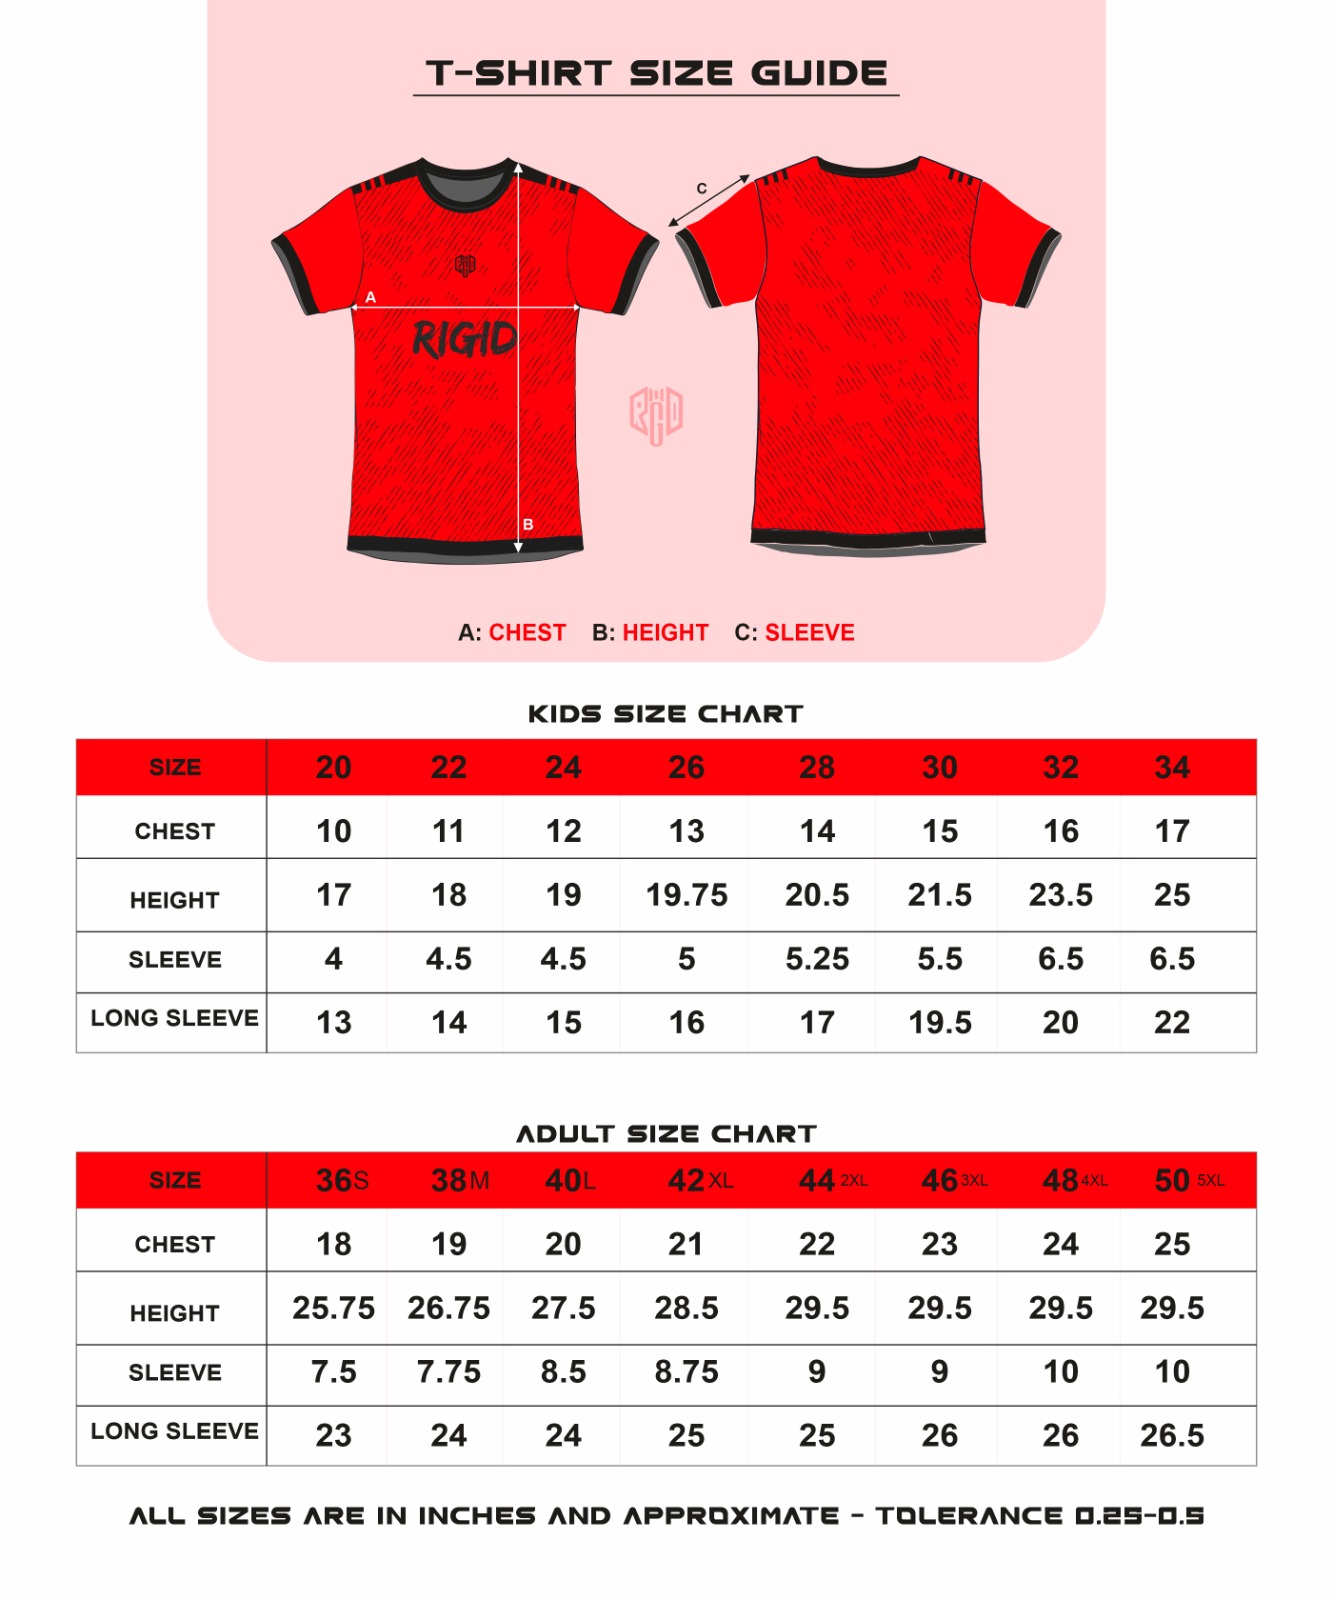 T-SHIRT SIZE GUIDE
C
RGD
A
RIGID
RGD
B
A: CHEST B: HEIGHT C: SLEEVE
KIDS SIZE CHART
SIZE 20 22 24 26 28 30 32 34
CHEST 10 11 12 13 14 15 16 17
HEIGHT 17 18 19 19.75 20.5 21.5 23.5 25
SLEEVE 4 4.5 4.5 5 5.25 5.5 6.5 6.5
LONG SLEEVE 13 14 15 16 17 19.5 20 22
ADULT SIZE CHART
SIZE 36S 38M 40L 42XL 44 2XL 46 3XL 48 4XL 50 5XL
CHEST 18 19 20 21 22 23 24 25
HEIGHT 25.75 26.75 27.5 28.5 29.5 29.5 29.5 29.5
SLEEVE 7.5 7.75 8.5 8.75 9 9 10 10
LONG SLEEVE 23 24 24 25 25 26 26 26.5
ALL SIZES ARE IN INCHES AND APPROXIMATE - TOLERANCE 0.25-0.5